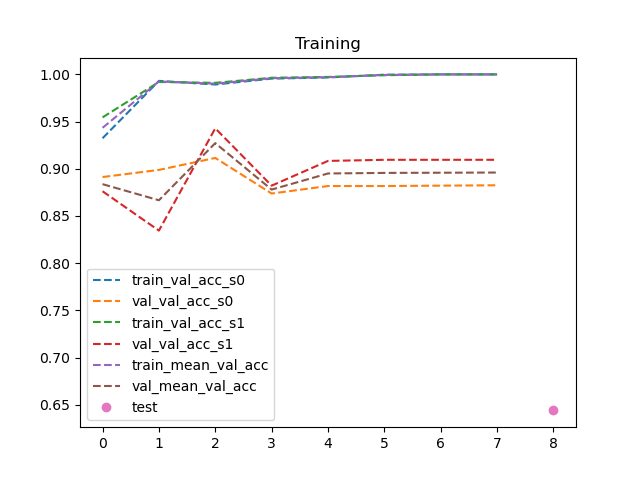 Training
1.00
0.95
0.90
0.85
0.80
0.75
0.70
0.65
train_val_acc_s0
val_val_acc_s0
train_val_acc_s1
val_val_acc_s1
train_mean_val_acc
val_mean_val_acc
test
0 1 2 3 4 5 6 7 8